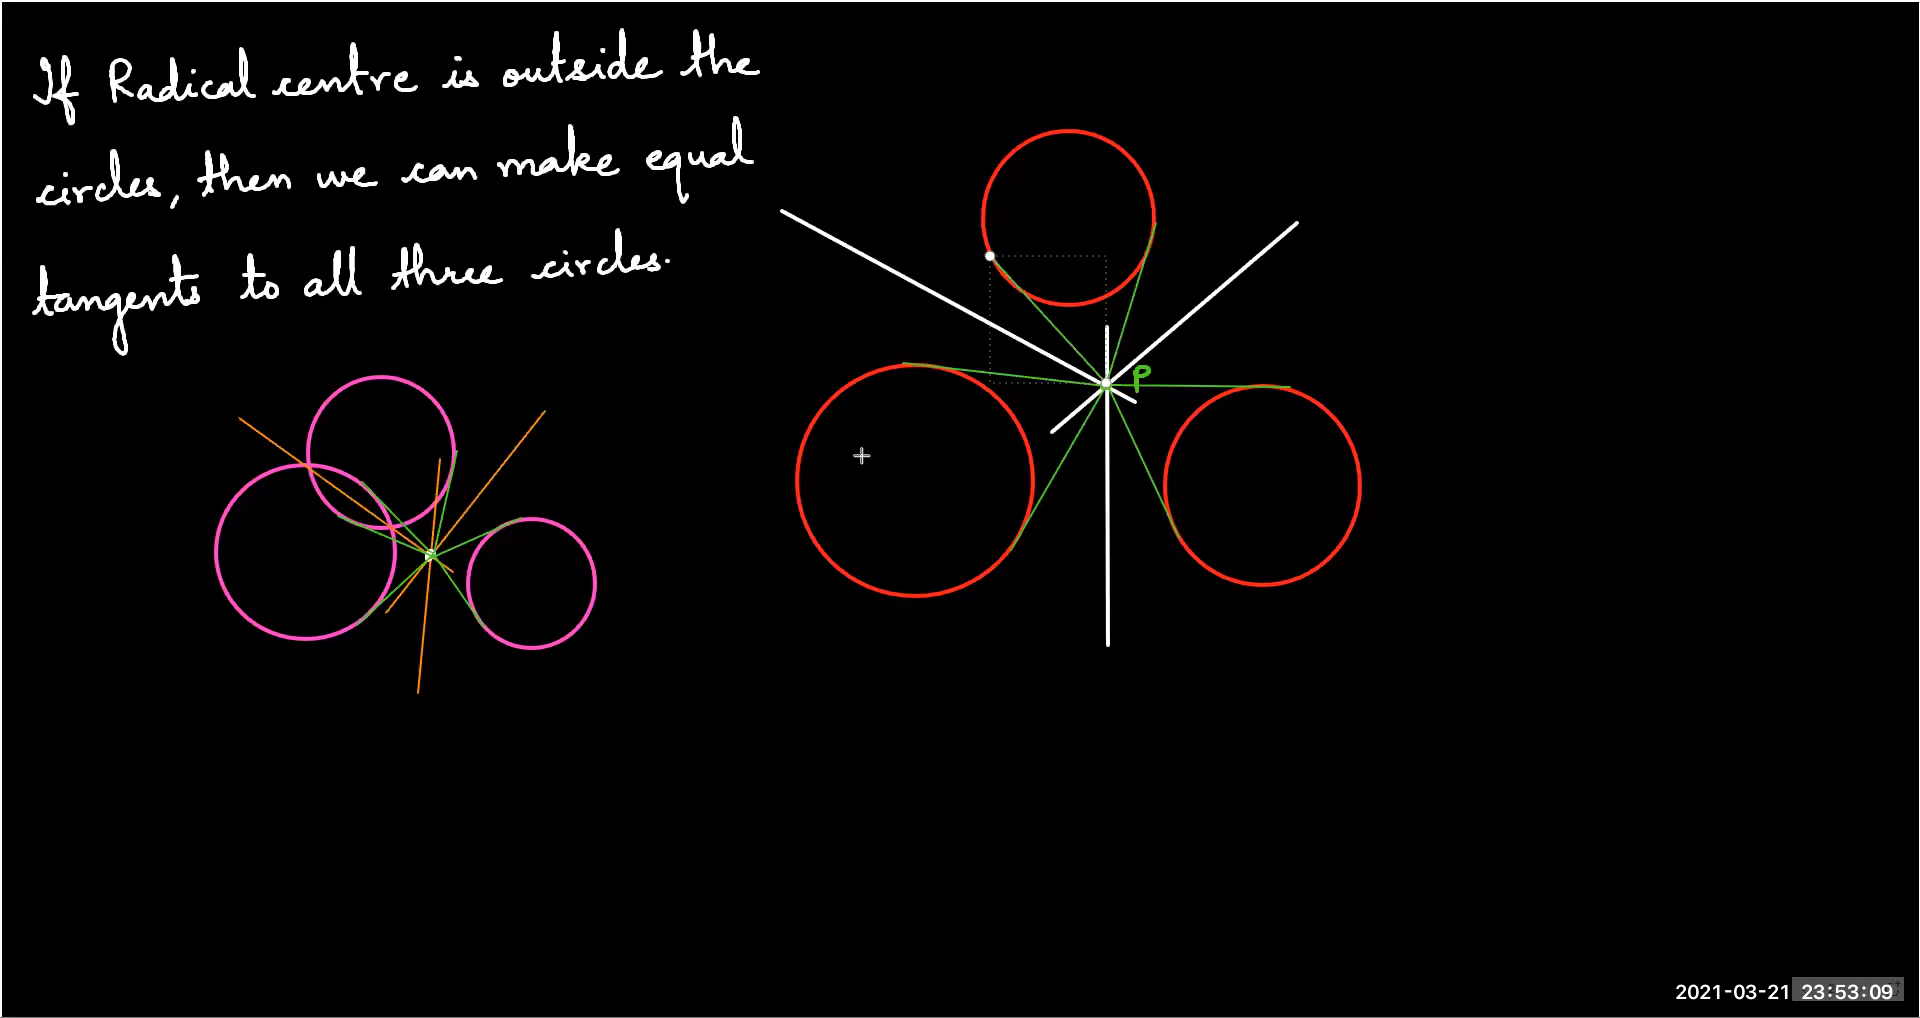 If Radical centre is outside the
circles, then we can make equal
tangents to all three circles.
P
2021-03-21 23:53:09